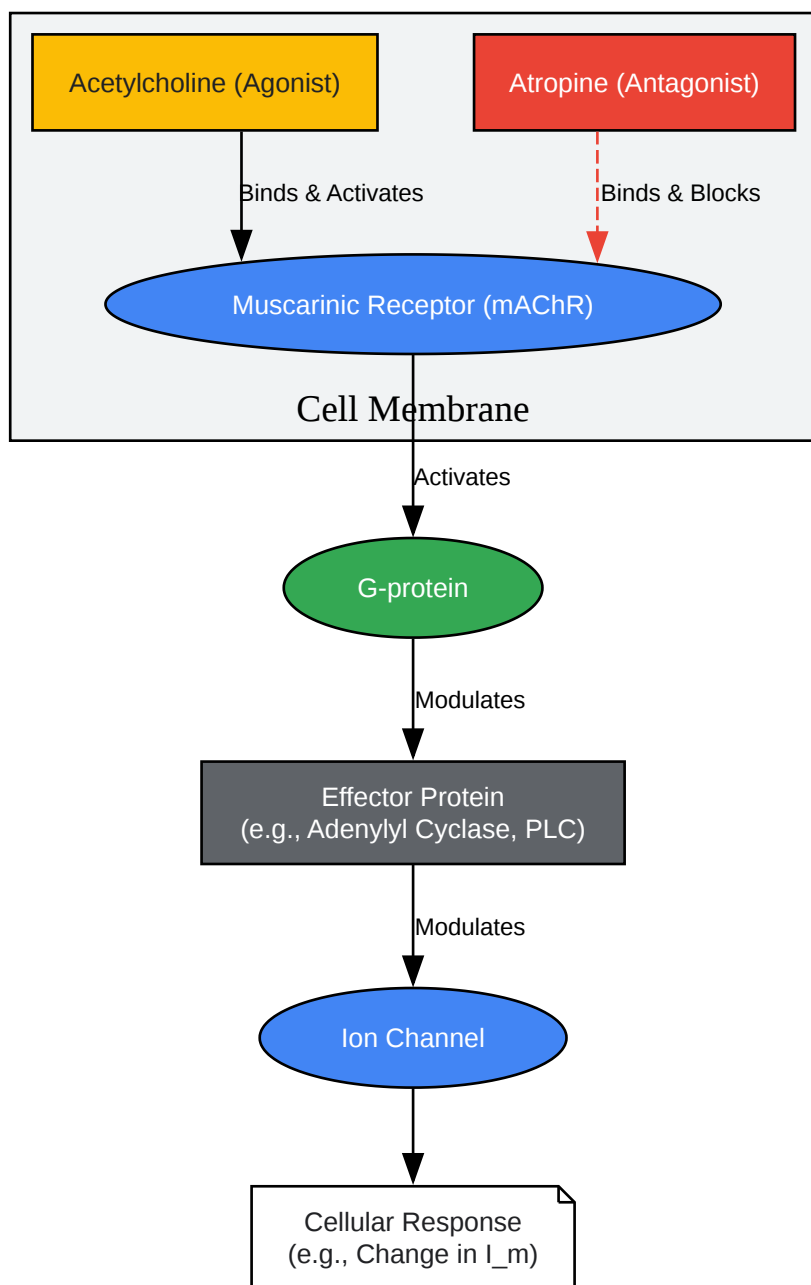 Acetylcholine (Agonist)
Atropine (Antagonist)
Binds & Activates
Binds & Blocks
Muscarinic Receptor (mAChR)
Cell Membrane
Activates
G-protein
Modulates
Effector Protein
(e.g., Adenylyl Cyclase, PLC)
Modulates
Ion Channel
Cellular Response
(e.g., Change in I_m)